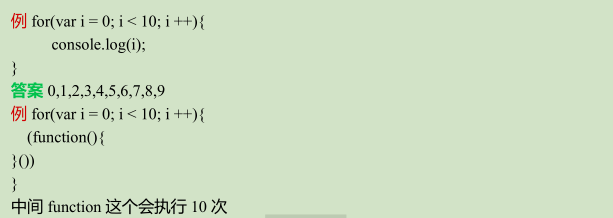 例 for(var i = 0; i < 10; i ++){
console.log(i);
}
答案 0,1,2,3,4,5,6,7,8,9
例 for(var i = 0; i < 10; i ++){
(function(){
}())
}
中间 function 这个会执行 10 次